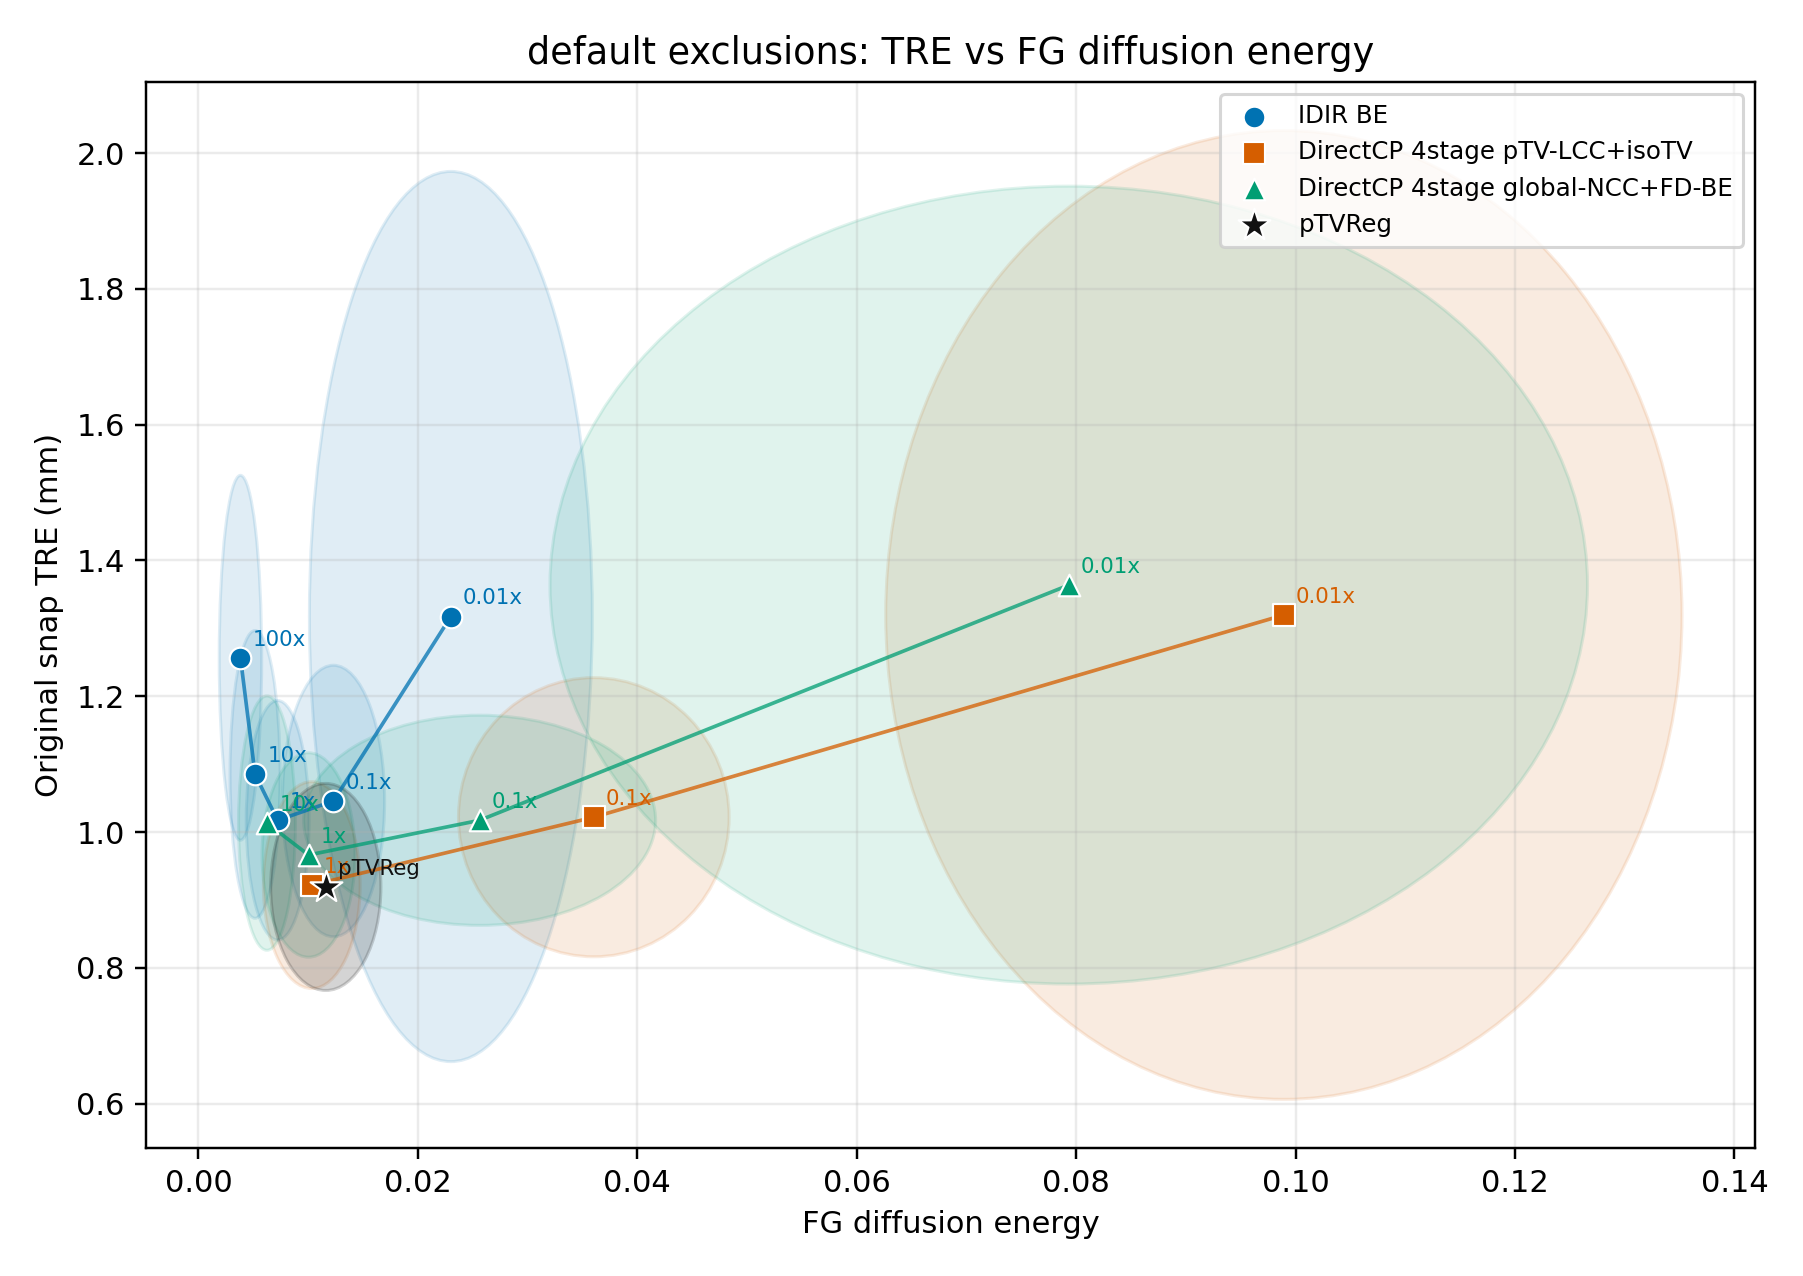 default exclusions: TRE vs FG diffusion energy
IDIR BE
DirectCP 4stage pTV-LCC+isoTV
DirectCP 4stage global-NCC+FD-BE
pTVReg
Original snap TRE (mm)
2.0
1.8
1.6
1.4
1.2
1.0
0.8
0.6
0.01x
0.01x
0.01x
100x
10x
0.1x
10x
1x
0.1x
0.1x
1x
1x
pTVReg
0.00
0.02
0.04
0.06
0.08
0.10
0.12
0.14
FG diffusion energy